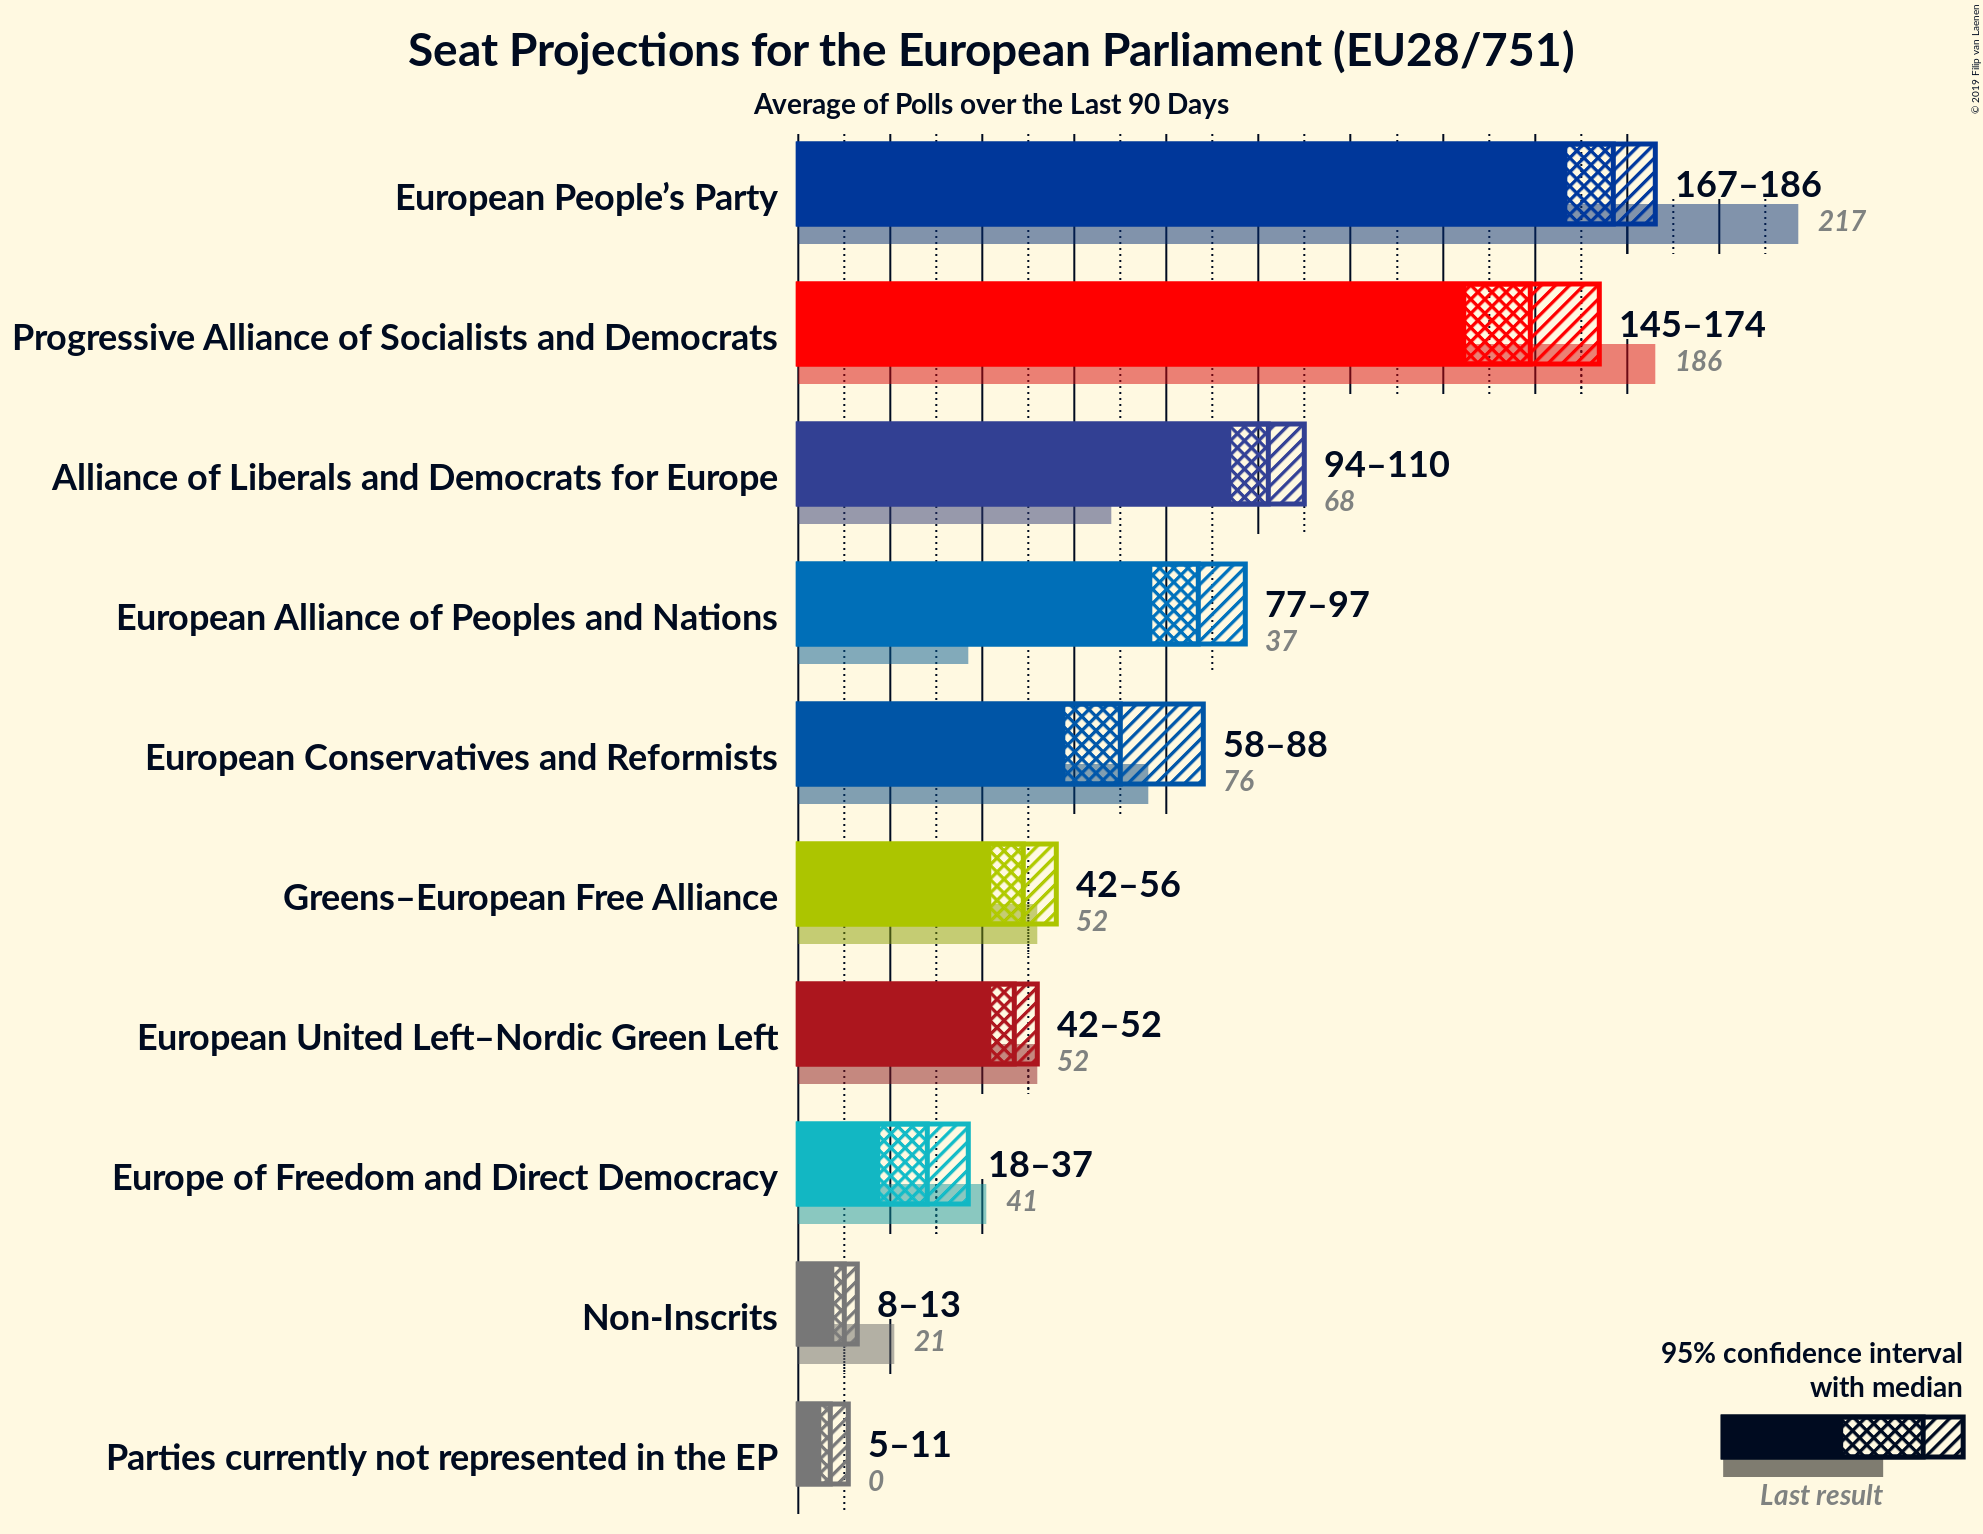 Seat Projections for the European Parliament (EU28/751)
Average of Polls over the Last 90 Days
© 2019 Filip van Laenen
European People’s Party
167–186
217
Progressive Alliance of Socialists and Democrats
145–174
186
Alliance of Liberals and Democrats for Europe
94–110
68
European Alliance of Peoples and Nations
77–97
37
European Conservatives and Reformists
58–88
76
Greens–European Free Alliance
42–56
52
European United Left–Nordic Green Left
42–52
52
Europe of Freedom and Direct Democracy
18–37
41
Non-Inscrits
8–13
21
Parties currently not represented in the EP
5–11
0
95% confidence interval
with median
Last result